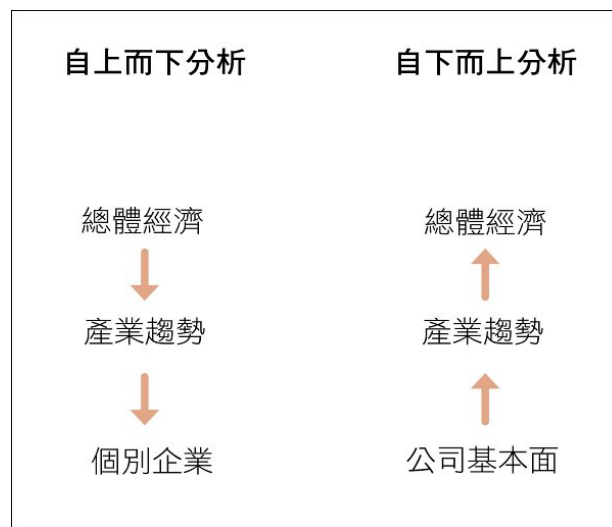 自上而下分析
自下而上分析
總體經濟
總體經濟
產業趨勢
產業趨勢
個別企業
公司基本面